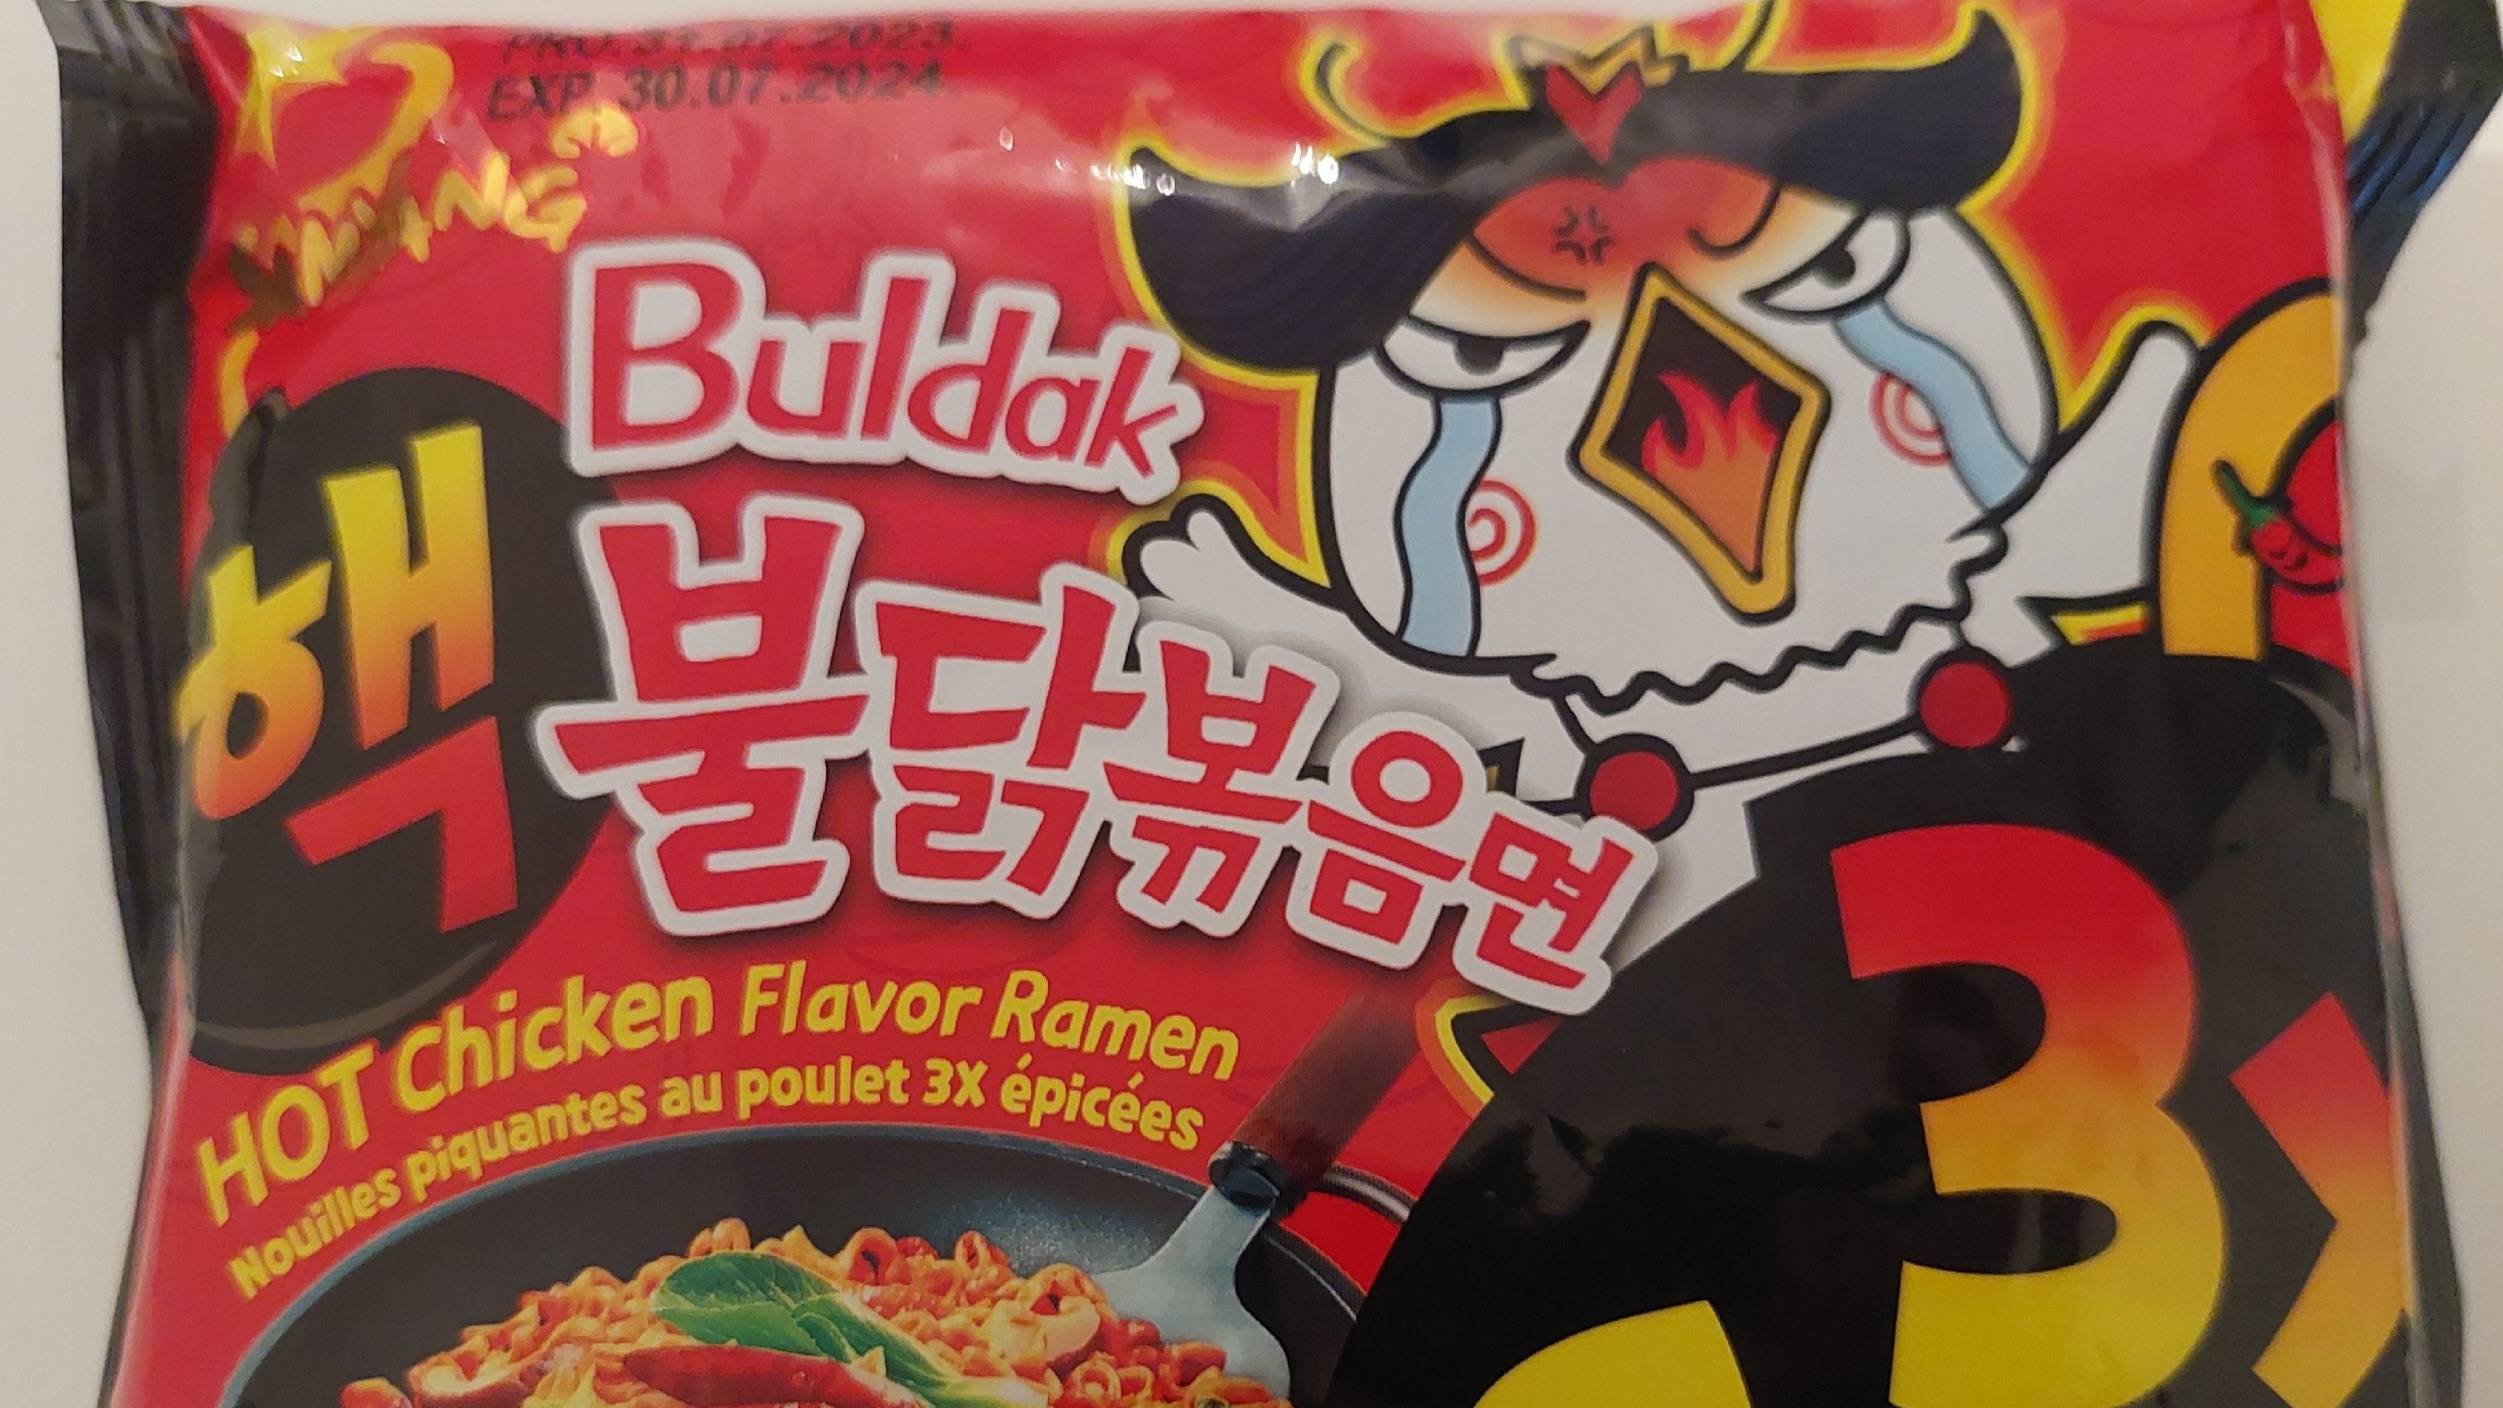 PRO. 31.07.2023.
EXP. 30.07.2024.
Buldak
핵
불닭볶음면
HOT Chicken Flavor Ramen
Nouilles piquantes au poulet 3X épicées
3